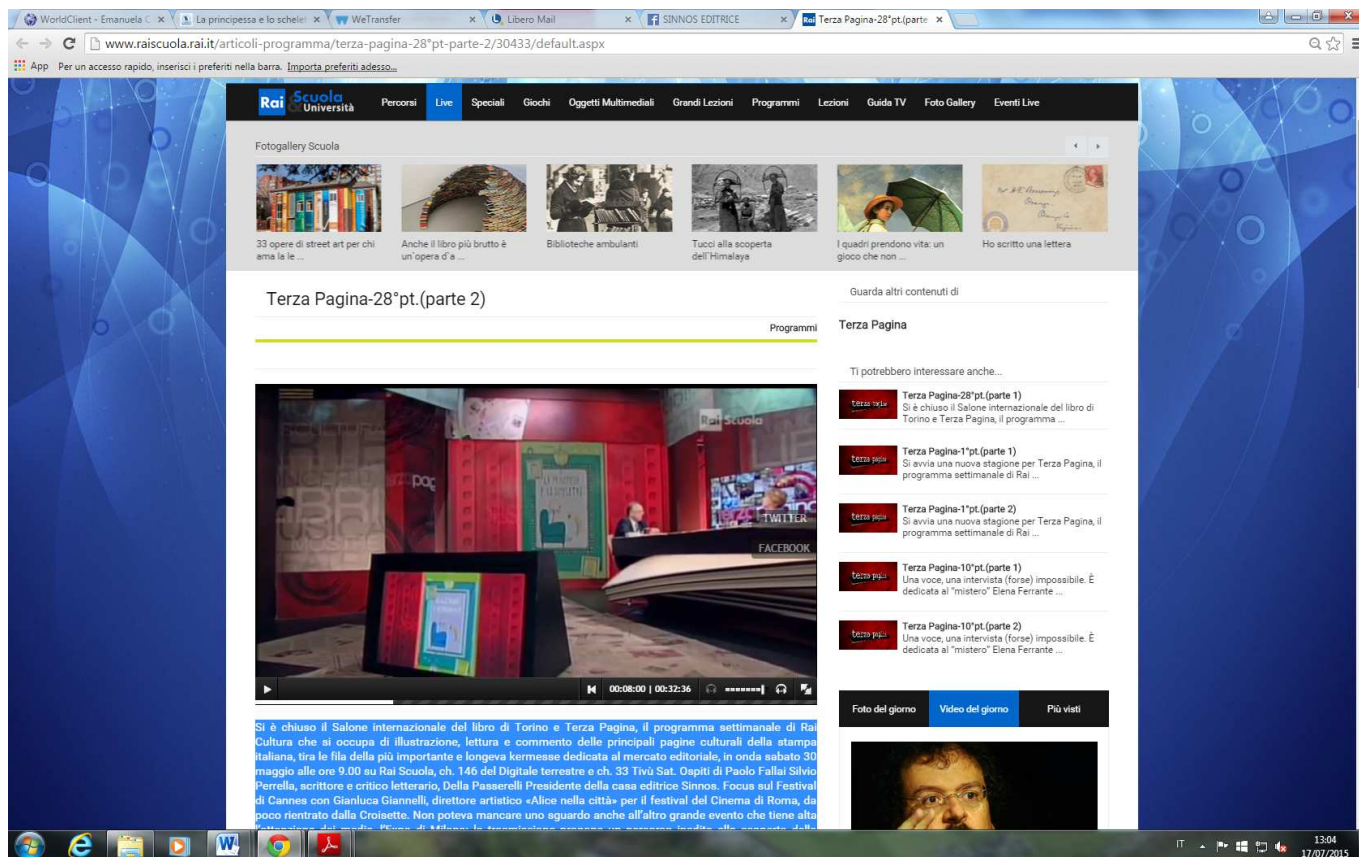 WorldClient - Emanuela C
La principessa e lo schelet
WeTransfer
Libero Mail
SINNOS EDITRICE
Terza Pagina-28°pt.(parte
www.raiscuola.rai.it/articoli-programma/terza-pagina-28°pt-parte-2/30433/default.aspx
App Per un accesso rapido, inserisci i preferiti nella barra. Importa preferiti adesso...
Rai Scuola & Università Percorsi Live Speciali Giochi Oggetti Multimediali Grandi Lezioni Programmi Lezioni Guida TV Foto Gallery Eventi Live
Fotogallery Scuola
33 opere di street art per chi
ama la le ...
Anche il libro più brutto è
un'opera d'a ...
Biblioteche ambulanti
Tucci alla scoperta
dell'Himalaya
I quadri prendono vita: un
gioco che non ...
Ho scritto una lettera
Terza Pagina-28°pt.(parte 2)
Programmi
Rai Scuola
TWITTER
FACEBOOK
00:08:00 | 00:32:36
Si è chiuso il Salone internazionale del libro di Torino e Terza Pagina, il programma settimanale di Rai
Cultura che si occupa di illustrazione, lettura e commento delle principali pagine culturali della stampa
italiana, tira le fila della più importante e longeva kermesse dedicata al mercato editoriale, in onda sabato 30
maggio alle ore 9.00 su Rai Scuola, ch. 146 del Digitale terrestre e ch. 33 Tivù Sat. Ospiti di Paolo Fallai Silvio
Perrella, scrittore e critico letterario, Della Passerelli Presidente della casa editrice Sinnos. Focus sul Festival
di Cannes con Gianluca Giannelli, direttore artistico «Alice nella città» per il festival del Cinema di Roma, da
poco rientrato dalla Croisette. Non poteva mancare uno sguardo anche all'altro grande evento che tiene alta
l'attenzione dei media, l'Expo di Milano: la trasmissione propone un percorso inedito alla scoperta delle
Guarda altri contenuti di
Terza Pagina
Ti potrebbero interessare anche...
Terza Pagina-28°pt.(parte 1)
Si è chiuso il Salone internazionale del libro di
Torino e Terza Pagina, il programma ...
Terza Pagina-1°pt.(parte 1)
Si avvia una nuova stagione per Terza Pagina, il
programma settimanale di Rai ...
Terza Pagina-1°pt.(parte 2)
Si avvia una nuova stagione per Terza Pagina, il
programma settimanale di Rai ...
Terza Pagina-10°pt.(parte 1)
Una voce, una intervista (forse) impossibile. È
dedicata al "mistero" Elena Ferrante ...
Terza Pagina-10°pt.(parte 2)
Una voce, una intervista (forse) impossibile. È
dedicata al "mistero" Elena Ferrante ...
Foto del giorno Video del giorno Più visti
IT
13:04
17/07/2015